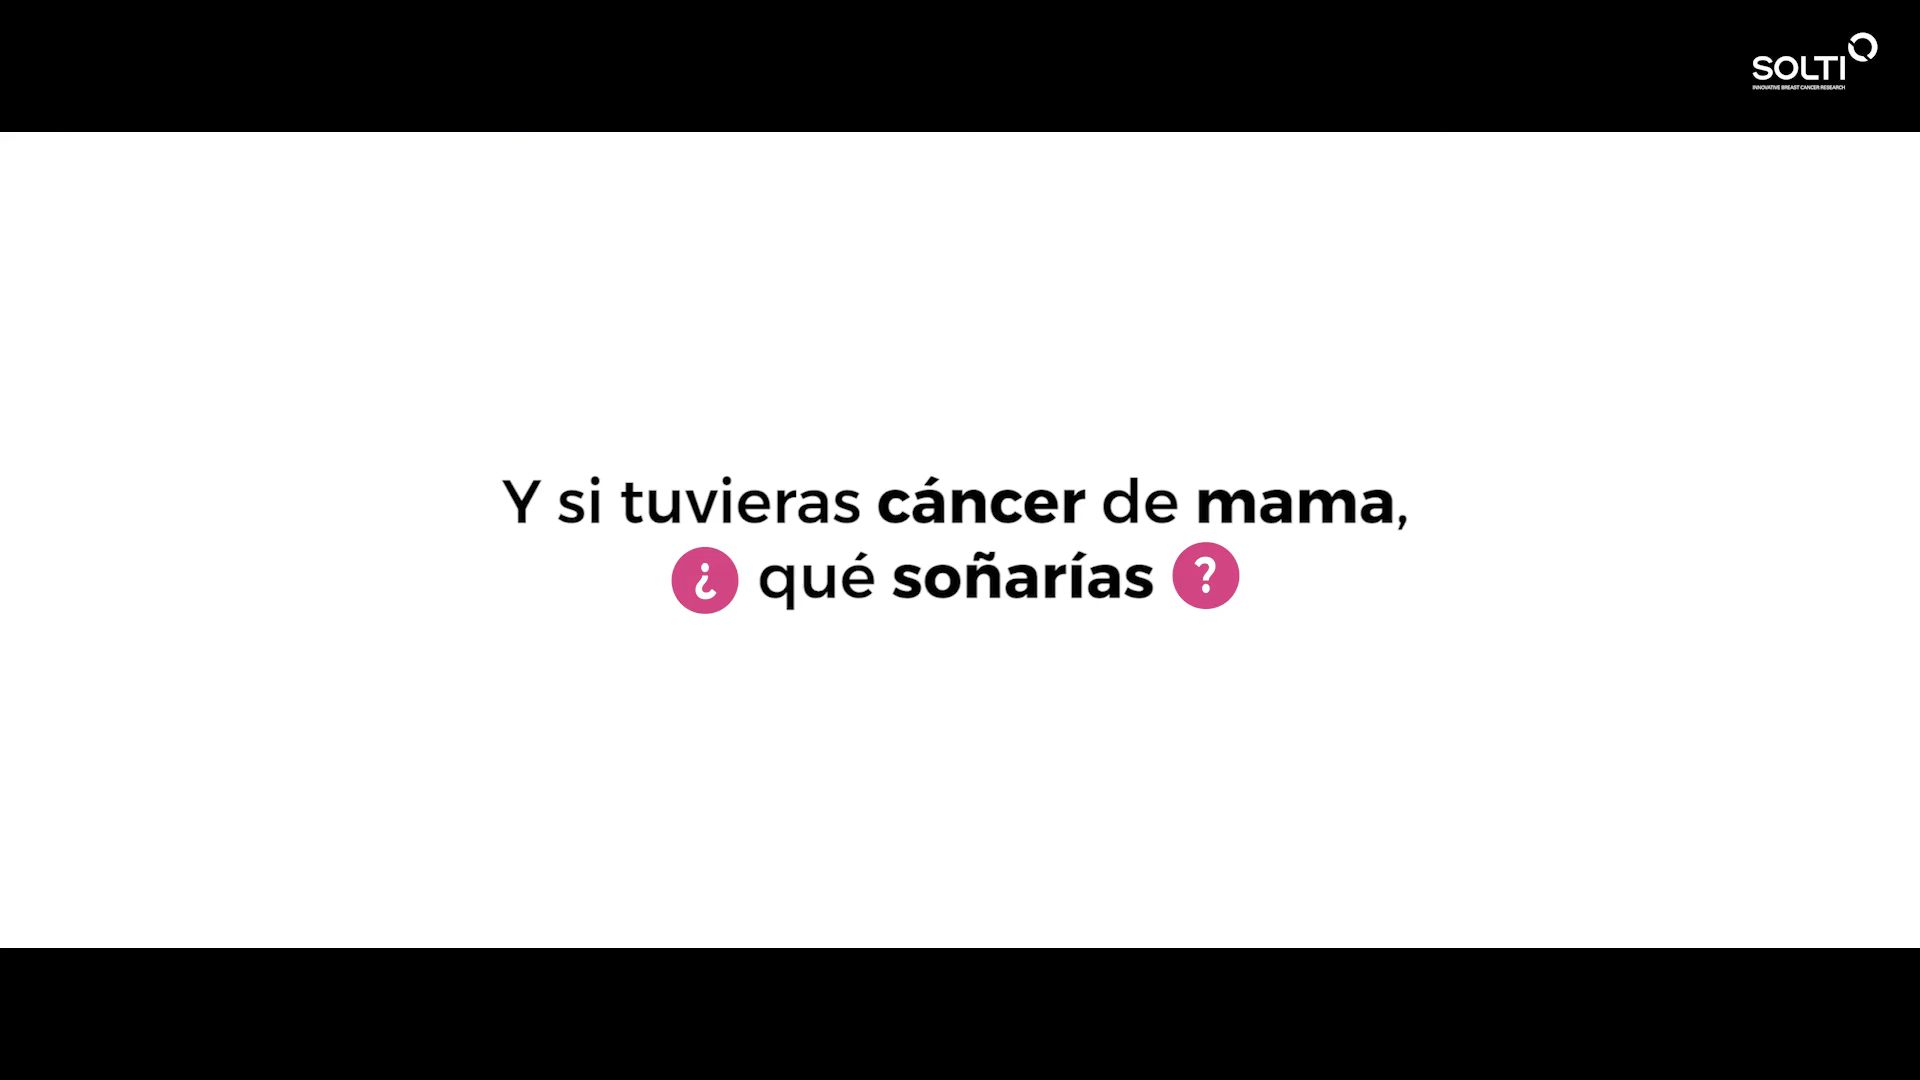 SOLTI
INNOVATIVE BREAST CANCER RESEARCH
Y si tuvieras cáncer de mama,
¿ qué soñarías ?